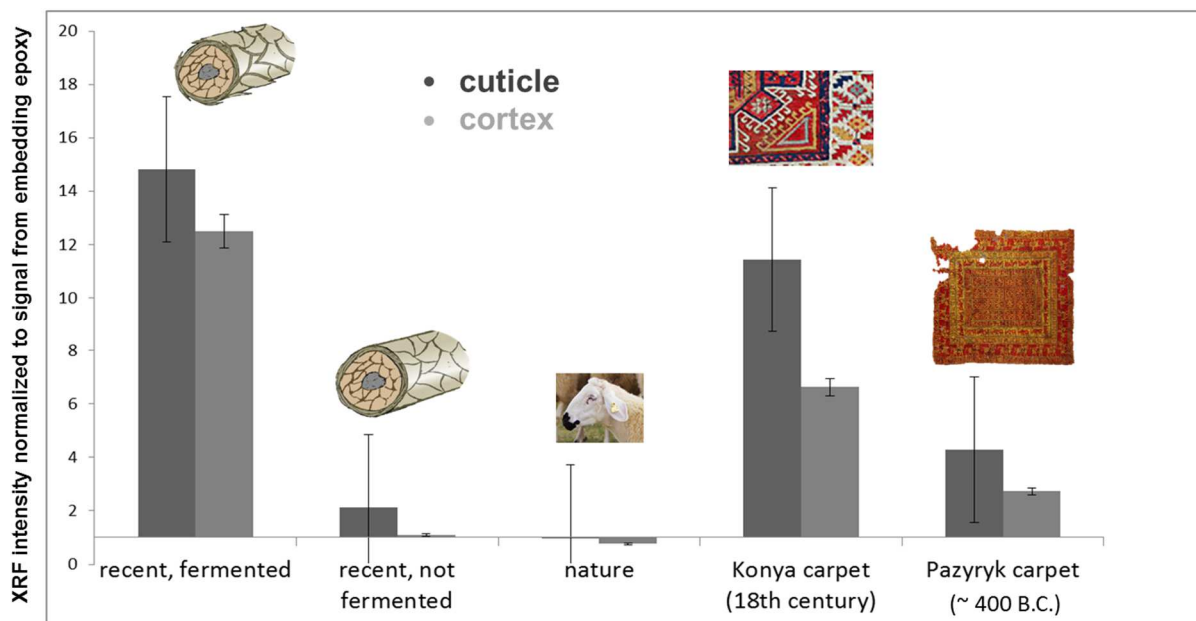 XRF intensity normalized to signal from embedding epoxy
20
18
16
14
12
10
8
6
4
2
0
cuticle
cortex
recent, fermented
recent, not
fermented
nature
Konya carpet
(18th century)
Pazyryk carpet
(~ 400 B.C.)